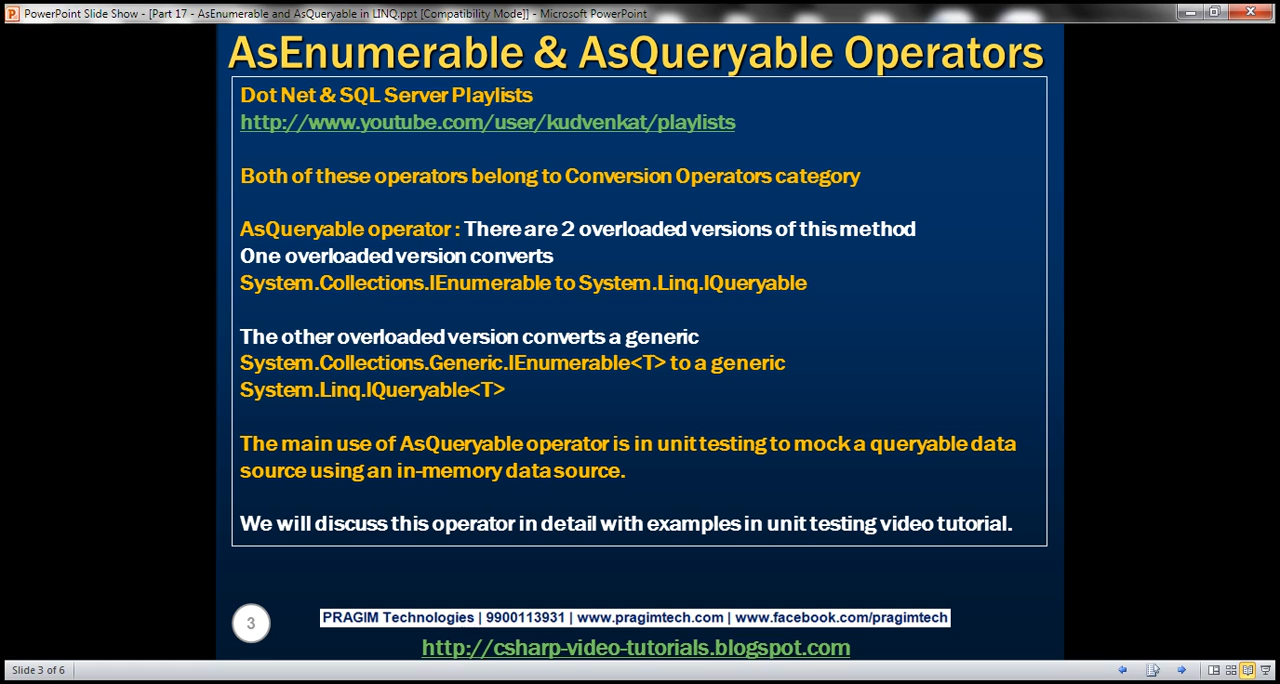 PowerPoint Slide Show - [Part 17 - AsEnumerable and AsQueryable in LINQ.ppt [Compatibility Mode]] - Microsoft PowerPoint
AsEnumerable & AsQueryable Operators
Dot Net & SQL Server Playlists
http://www.youtube.com/user/kudvenkat/playlists
Both of these operators belong to Conversion Operators category
AsQueryable operator : There are 2 overloaded versions of this method
One overloaded version converts
System.Collections.IEnumerable to System.Linq.IQueryable
The other overloaded version converts a generic
System.Collections.Generic.IEnumerable<T> to a generic
System.Linq.IQueryable<T>
The main use of AsQueryable operator is in unit testing to mock a queryable data
source using an in-memory data source.
We will discuss this operator in detail with examples in unit testing video tutorial.
3
PRAGIM Technologies | 9900113931 | www.pragimtech.com | www.facebook.com/pragimtech
http://csharp-video-tutorials.blogspot.com
Slide 3 of 6